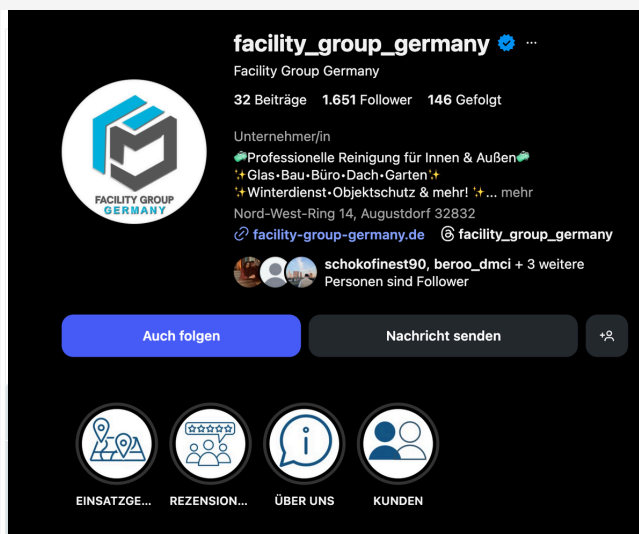 facility_group_germany
Facility Group Germany
32 Beiträge 1.651 Follower 146 Gefolgt
Unternehmer/in
🧼Professionelle Reinigung für Innen & Außen🧼
✨Glas•Bau•Büro•Dach•Garten✨
✨Winterdienst•Objektschutz & mehr! ✨... mehr
Nord-West-Ring 14, Augustdorf 32832
facility-group-germany.de facility_group_germany
schokofinest90, beroo_dmci + 3 weitere
Personen sind Follower
FACILITY GROUP
GERMANY
Auch folgen Nachricht senden
EINSATZGE... REZENSION... ÜBER UNS KUNDEN